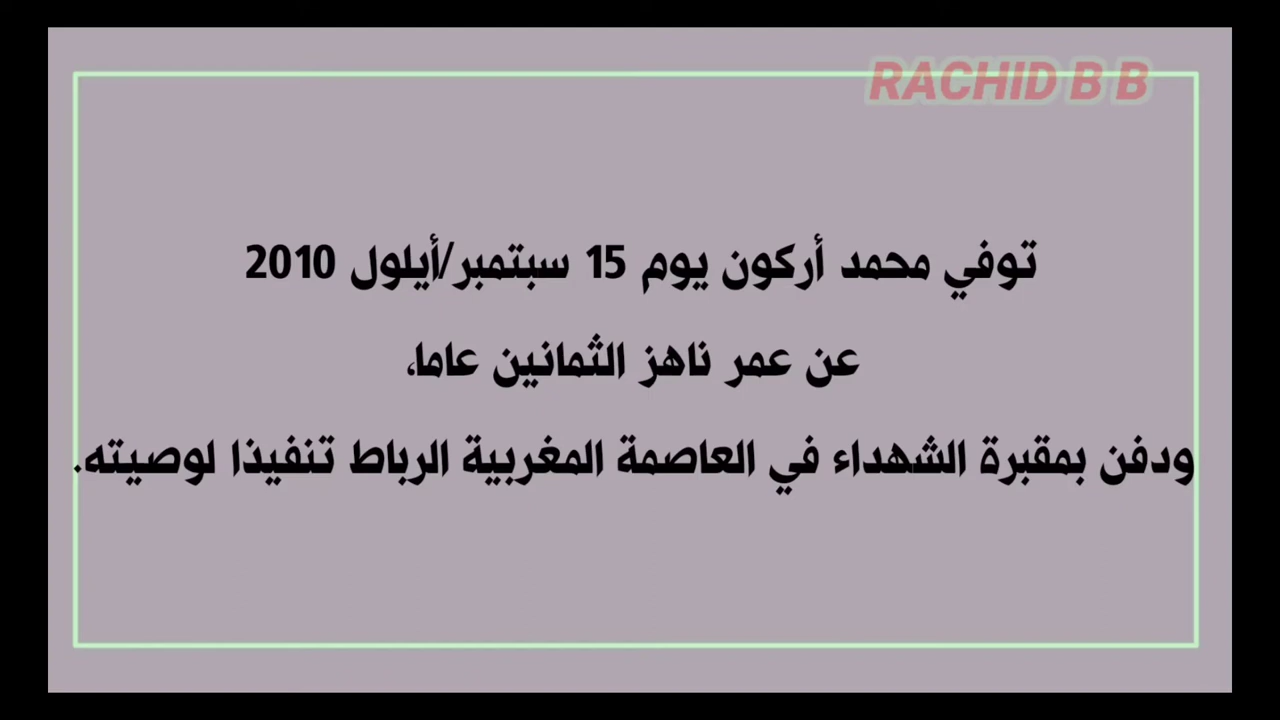 RACHID B B
توفي محمد أركون يوم 15 سبتمبر/أيلول 2010
عن عمر ناهز الثمانين عاما،
ودفن بمقبرة الشهداء في العاصمة المغربية الرباط تنفيذا لوصيته.